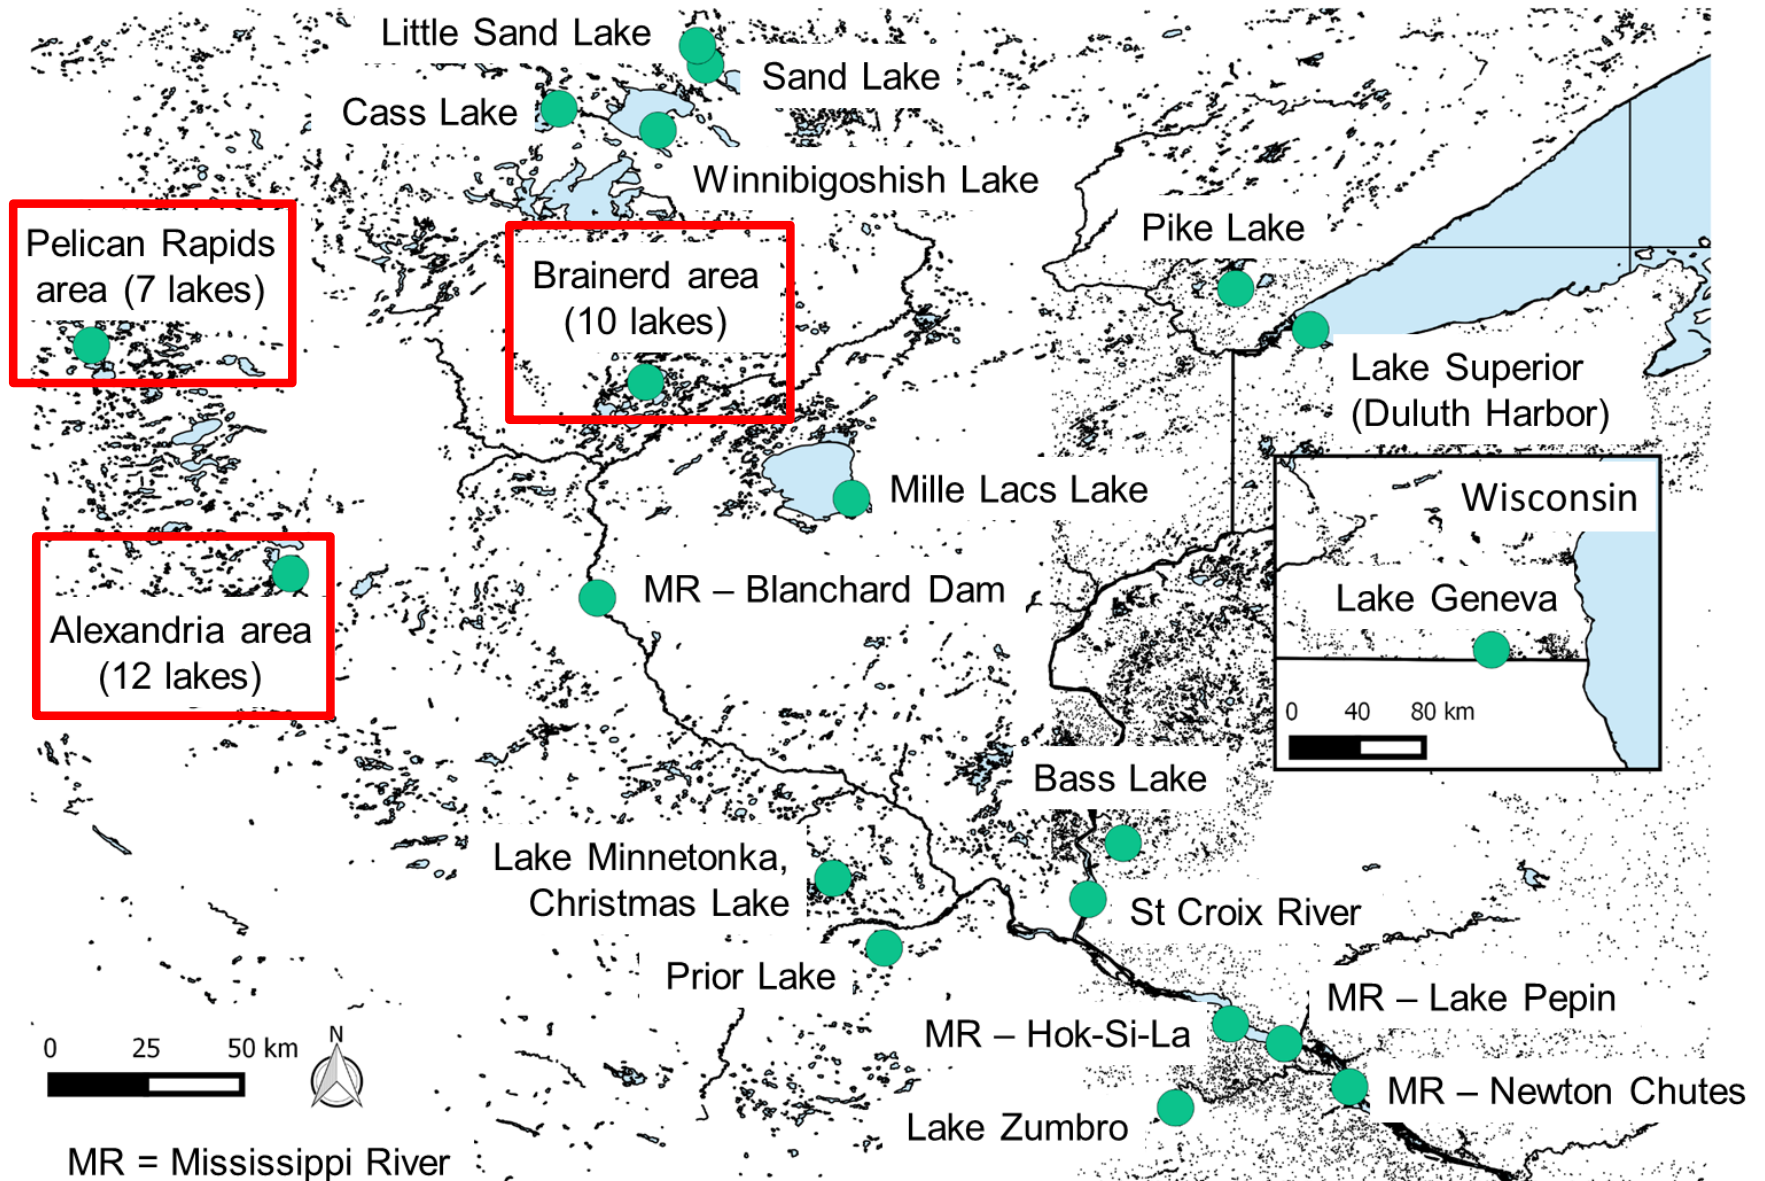 Little Sand Lake
Sand Lake
Cass Lake
Winnibigoshish Lake
Pelican Rapids
area (7 lakes)
Brainerd area
(10 lakes)
Pike Lake
Lake Superior
(Duluth Harbor)
Mille Lacs Lake
Wisconsin
Lake Geneva
0 40 80 km
MR – Blanchard Dam
Alexandria area
(12 lakes)
Bass Lake
Lake Minnetonka,
Christmas Lake
St Croix River
Prior Lake
MR – Lake Pepin
MR – Hok-Si-La
MR – Newton Chutes
Lake Zumbro
N
0 25 50 km
MR = Mississippi River